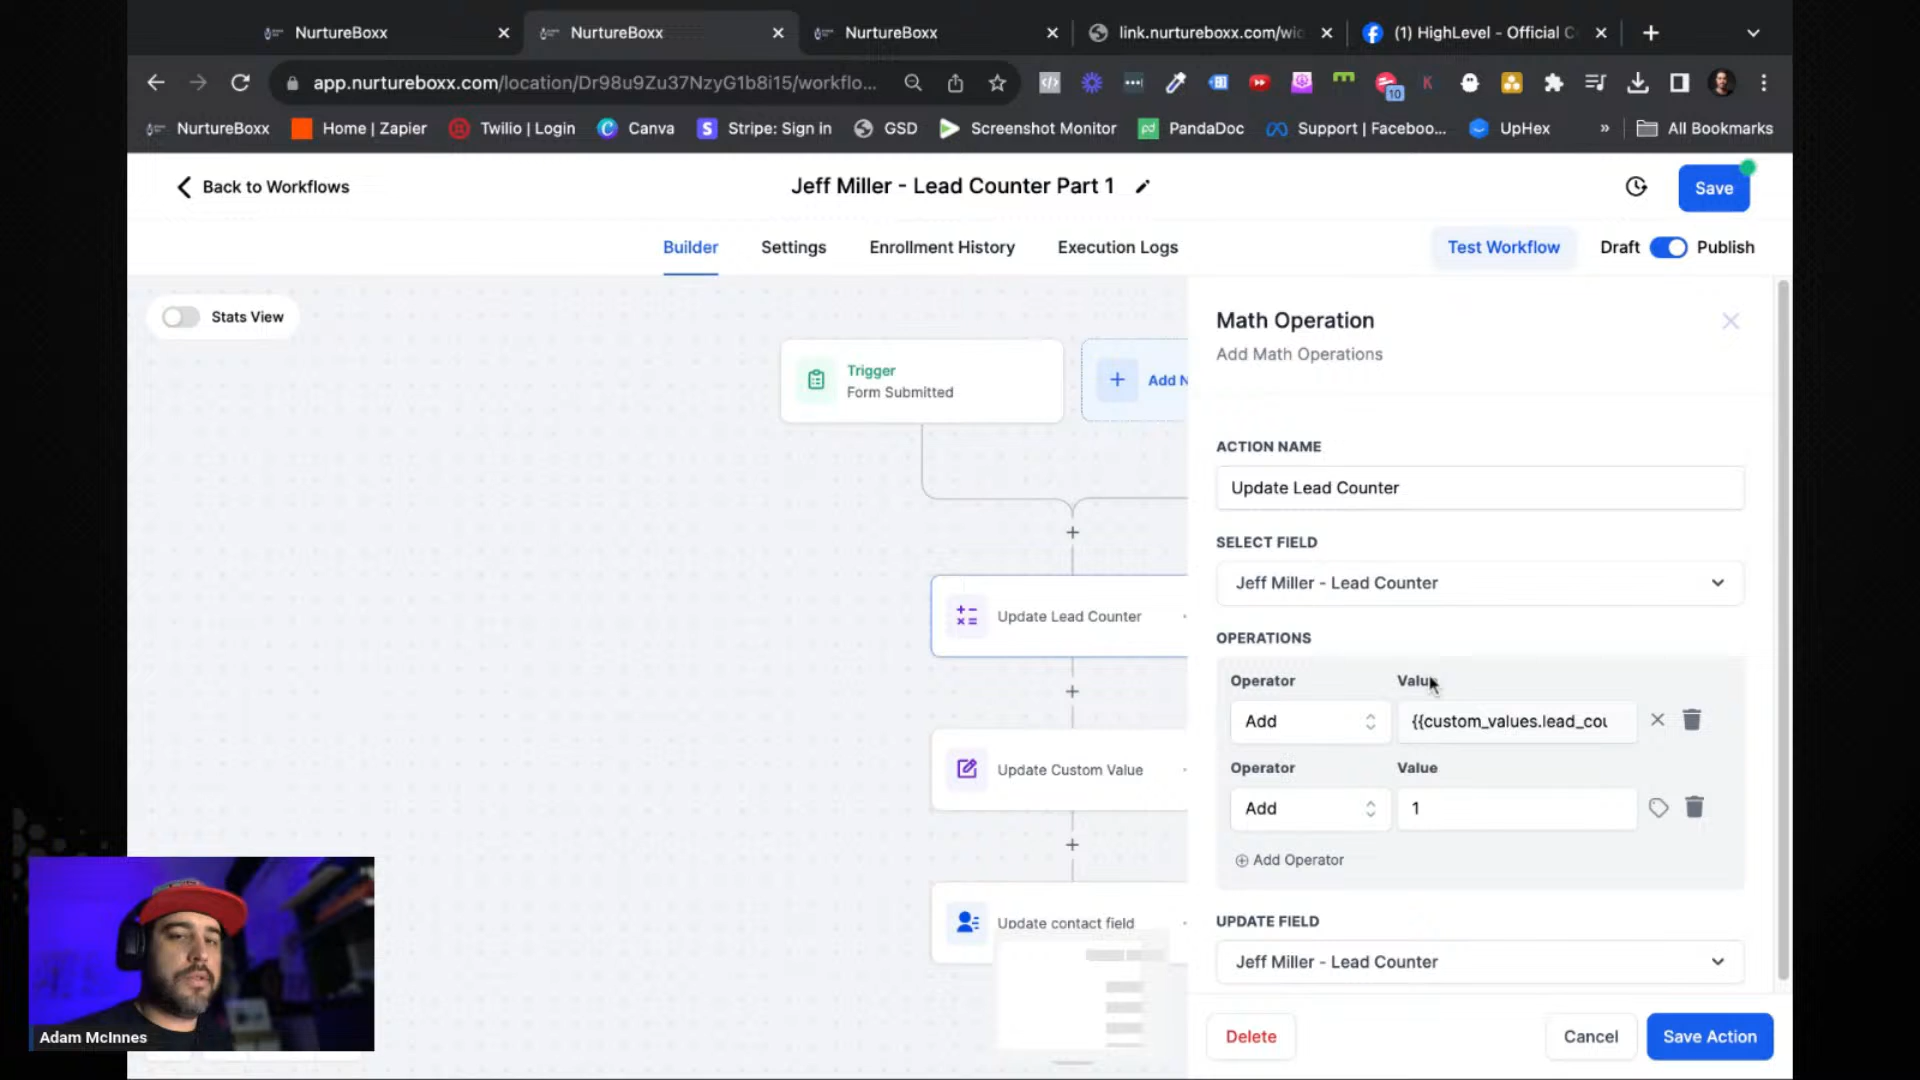 NurtureBoxx
NurtureBoxx
NurtureBoxx
link.nurtureboxx.com/wid
(1) HighLevel - Official C
app.nurtureboxx.com/location/Dr98u9Zu37NzyG1b8i15/workflo...
10
K
NurtureBoxx
Home | Zapier
Twilio | Login
Canva
S
Stripe: Sign in
GSD
Screenshot Monitor
pd
PandaDoc
Support | Faceboo...
UpHex
»
All Bookmarks
Back to Workflows
Jeff Miller - Lead Counter Part 1
Save
Builder
Settings
Enrollment History
Execution Logs
Test Workflow
Draft
Publish
Stats View
Trigger
Form Submitted
Add N
Update Lead Counter
Update Custom Value
Update contact field
Math Operation
Add Math Operations
ACTION NAME
Update Lead Counter
SELECT FIELD
Jeff Miller - Lead Counter
OPERATIONS
Operator
Value
Add
{{custom_values.lead_cou
Operator
Value
Add
1
Add Operator
UPDATE FIELD
Jeff Miller - Lead Counter
Delete
Cancel
Save Action
Adam McInnes